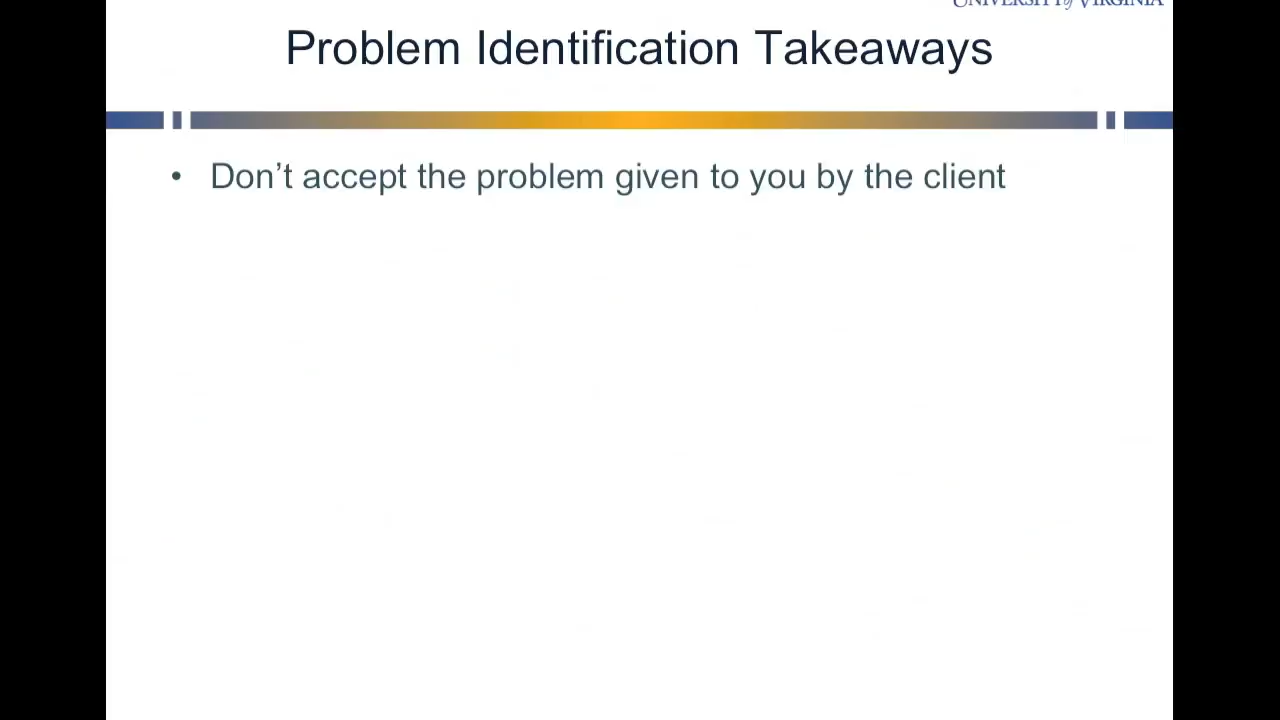 UNIVERSITY of VIRGINIA
Problem Identification Takeaways
• Don’t accept the problem given to you by the client